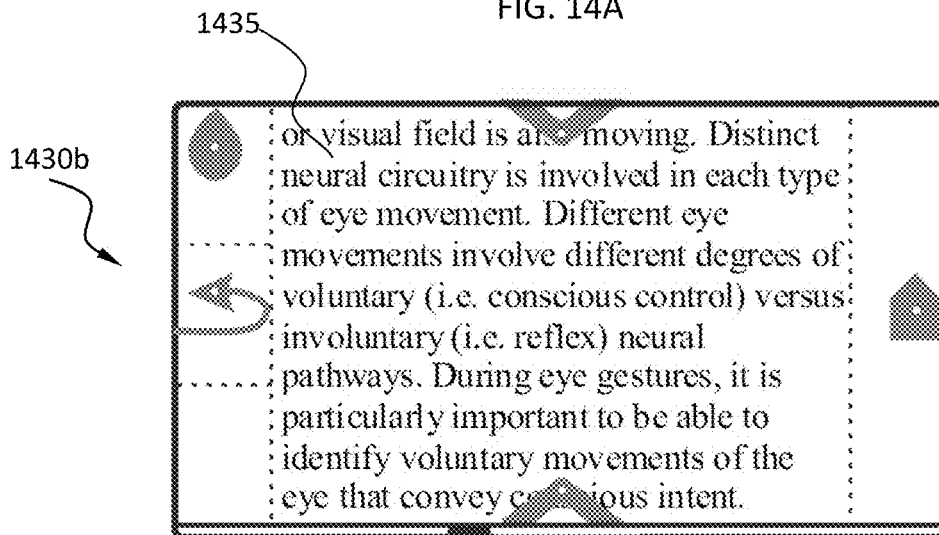 FIG. 14A
1435
1430b
or visual field is moving. Distinct
neural circuitry is involved in each type
of eye movement. Different eye
movements involve different degrees of
voluntary (i.e. conscious control) versus
involuntary (i.e. reflex) neural
pathways. During eye gestures, it is
particularly important to be able to
identify voluntary movements of the
eye that convey conscious intent.